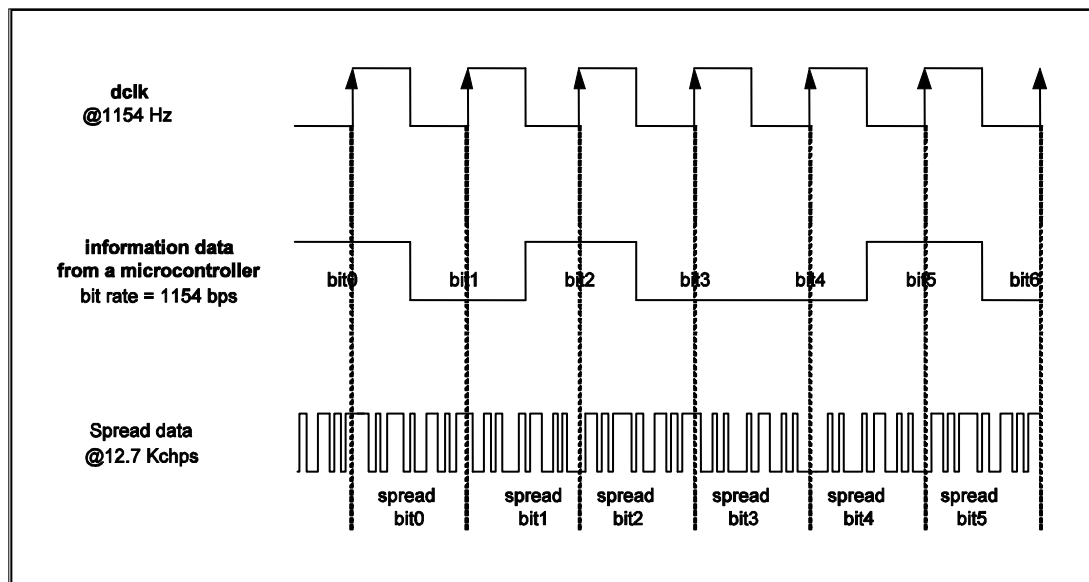 dclk
@1154 Hz
information data
from a microcontroller
bit rate = 1154 bps
bit0 bit1 bit2 bit3 bit4 bit5 bit6
Spread data
@12.7 Kchps
spread spread spread spread spread spread
bit0 bit1 bit2 bit3 bit4 bit5